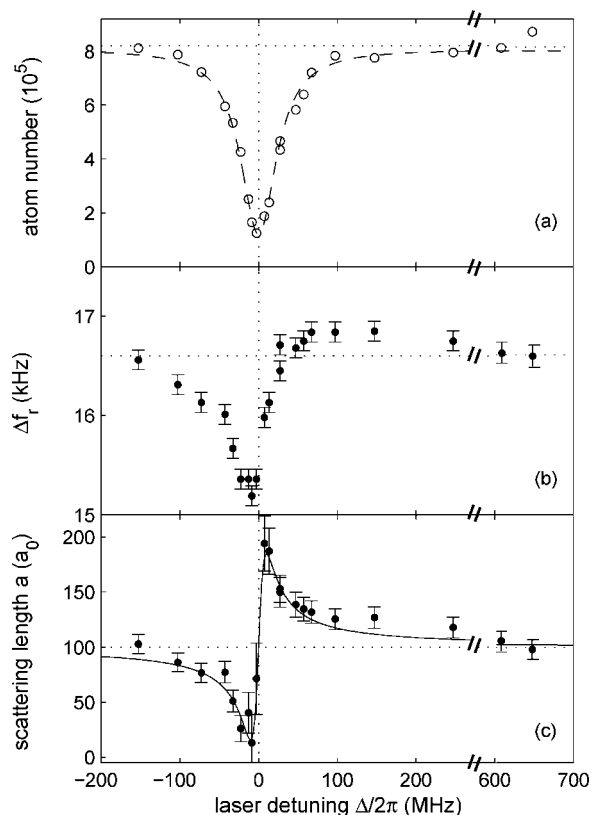 8
6
4
2
0
atom number (10^5)
(a)
17
16
15
Δf_r (kHz)
(b)
200
150
100
50
0
scattering length a (a_0)
(c)
-200 -100 0 100 200 600 700
laser detuning Δ/2π (MHz)